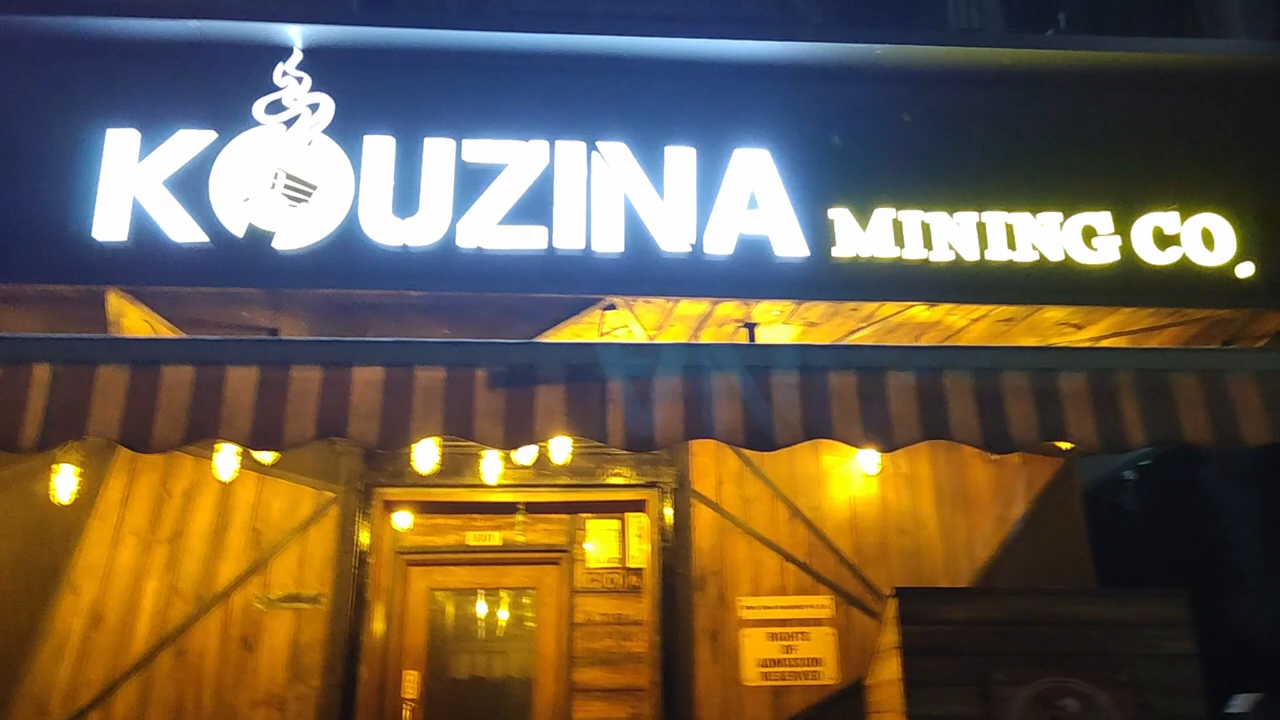 KOUZINA MINING CO.
RIGHTS
OF
ADMISSION
RESERVED